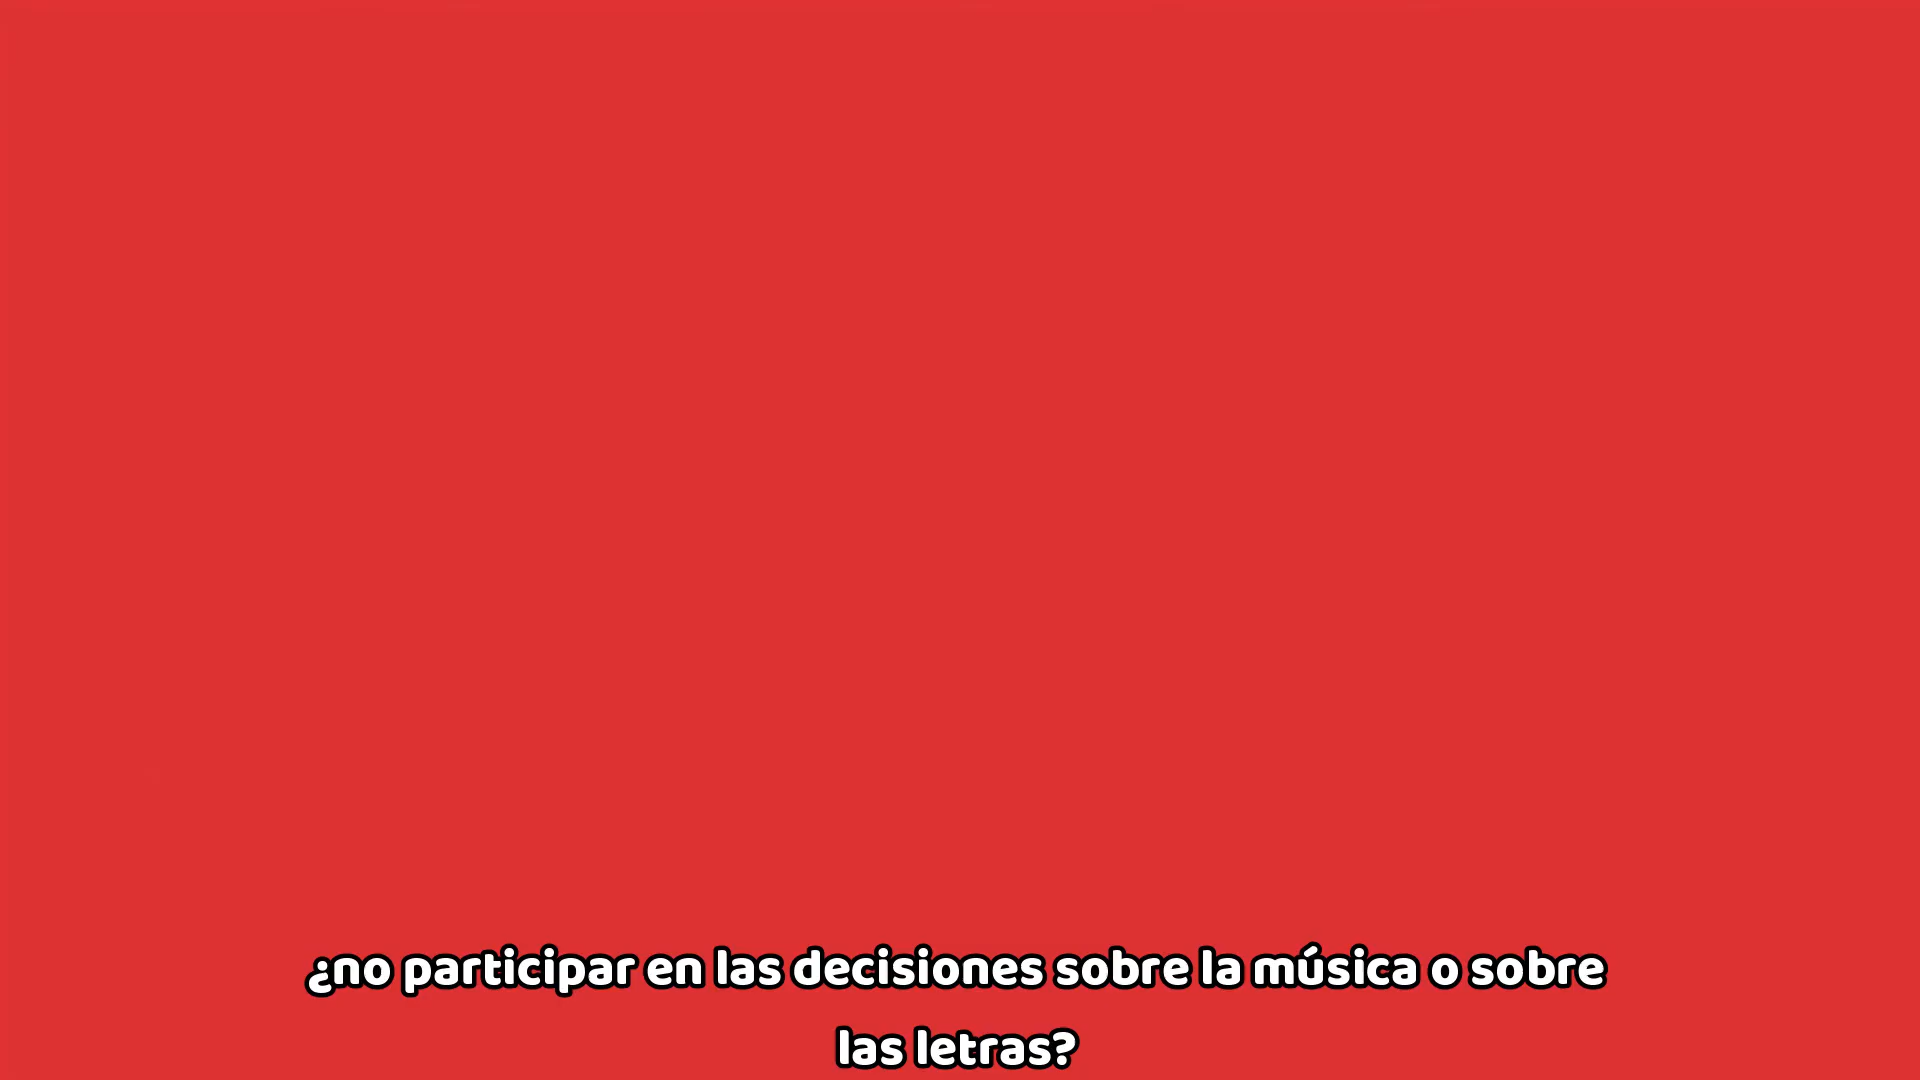 ¿no participar en las decisiones sobre la música o sobre
las letras?